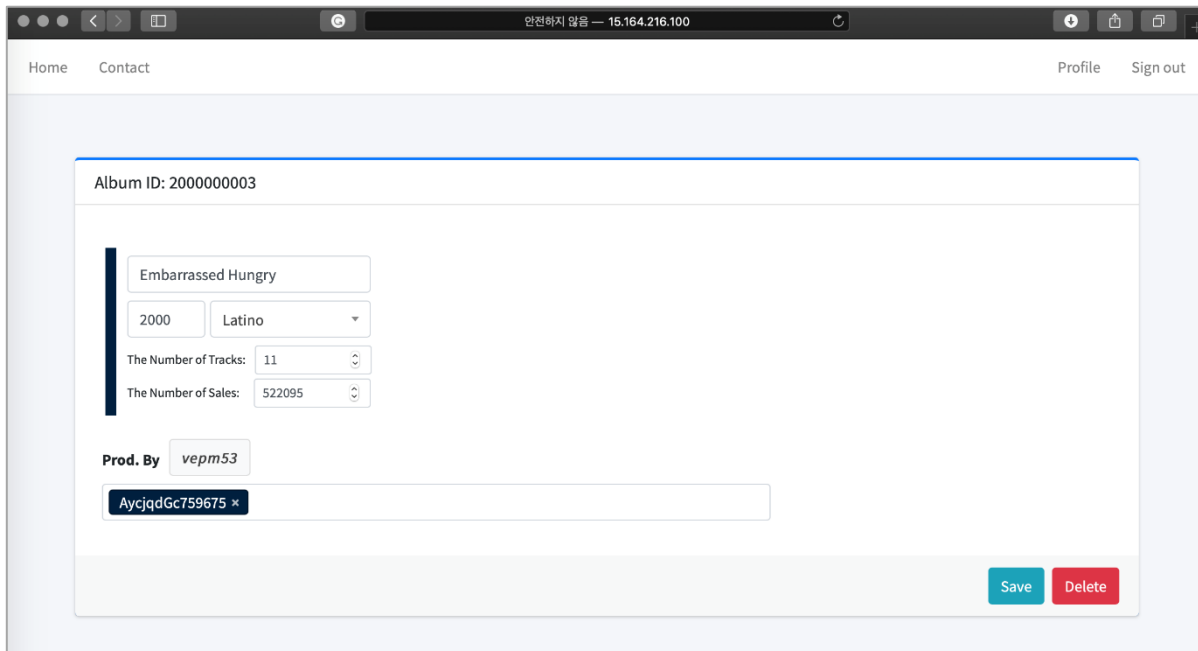 안전하지 않음 — 15.164.216.100
Home Contact Profile Sign out
Album ID: 2000000003
Embarrassed Hungry
2000 Latino
The Number of Tracks: 11
The Number of Sales: 522095
Prod. By vepm53
AycjqdGc759675 ×
Save Delete